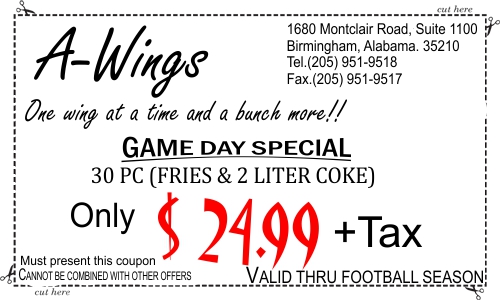 cut here
A-Wings
1680 Montclair Road, Suite 1100
Birmingham, Alabama. 35210
Tel.(205) 951-9518
Fax.(205) 951-9517
One wing at a time and a bunch more!!
GAME DAY SPECIAL
30 PC (FRIES & 2 LITER COKE)
Only $ 24.99 +Tax
Must present this coupon
CANNOT BE COMBINED WITH OTHER OFFERS
VALID THRU FOOTBALL SEASON
cut here